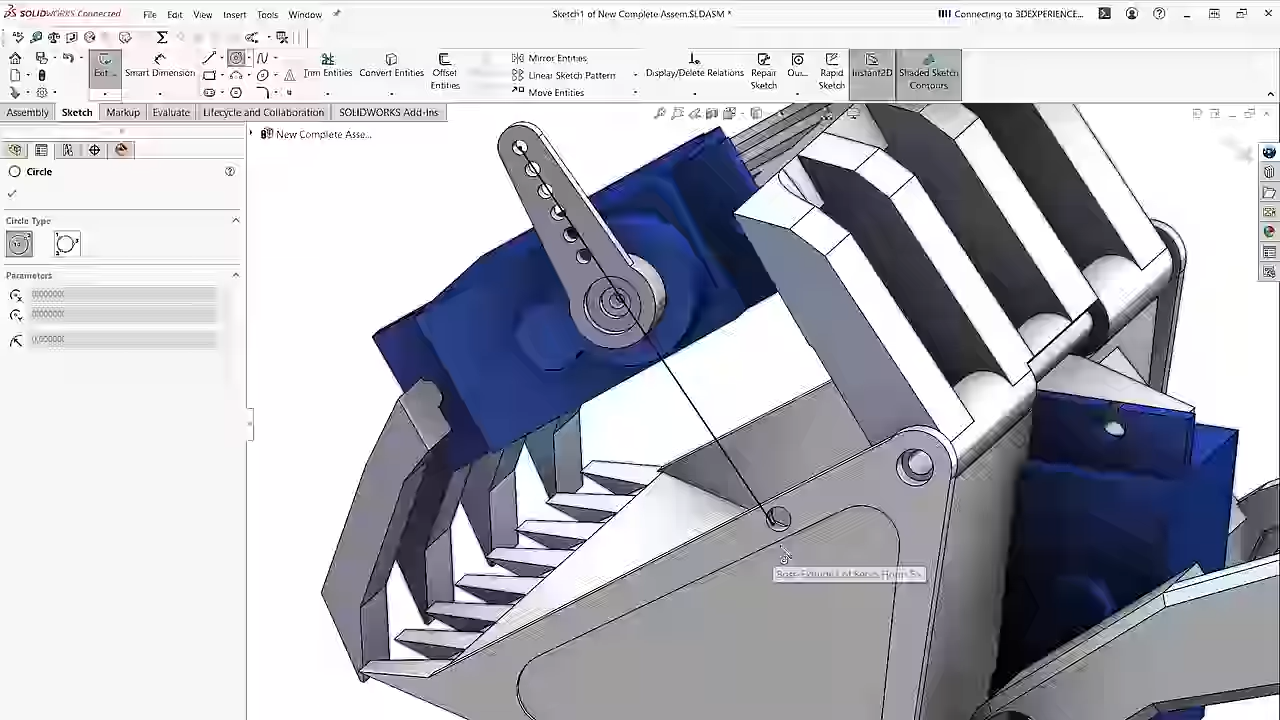 SOLIDWORKS Connected
File Edit View Insert Tools Window
Sketch1 of New Complete Assem.SLDASM *
Connecting to 3DEXPERIENCE...
Exit...
Smart Dimension
Trim Entities
Convert Entities
Offset Entities
Mirror Entities
Linear Sketch Pattern
Move Entities
Display/Delete Relations
Repair Sketch
Qui...
Rapid Sketch
Instant2D
Shaded Sketch Contours
Assembly Sketch Markup Evaluate Lifecycle and Collaboration SOLIDWORKS Add-Ins
New Complete Asse...
Circle
Circle Type
Parameters